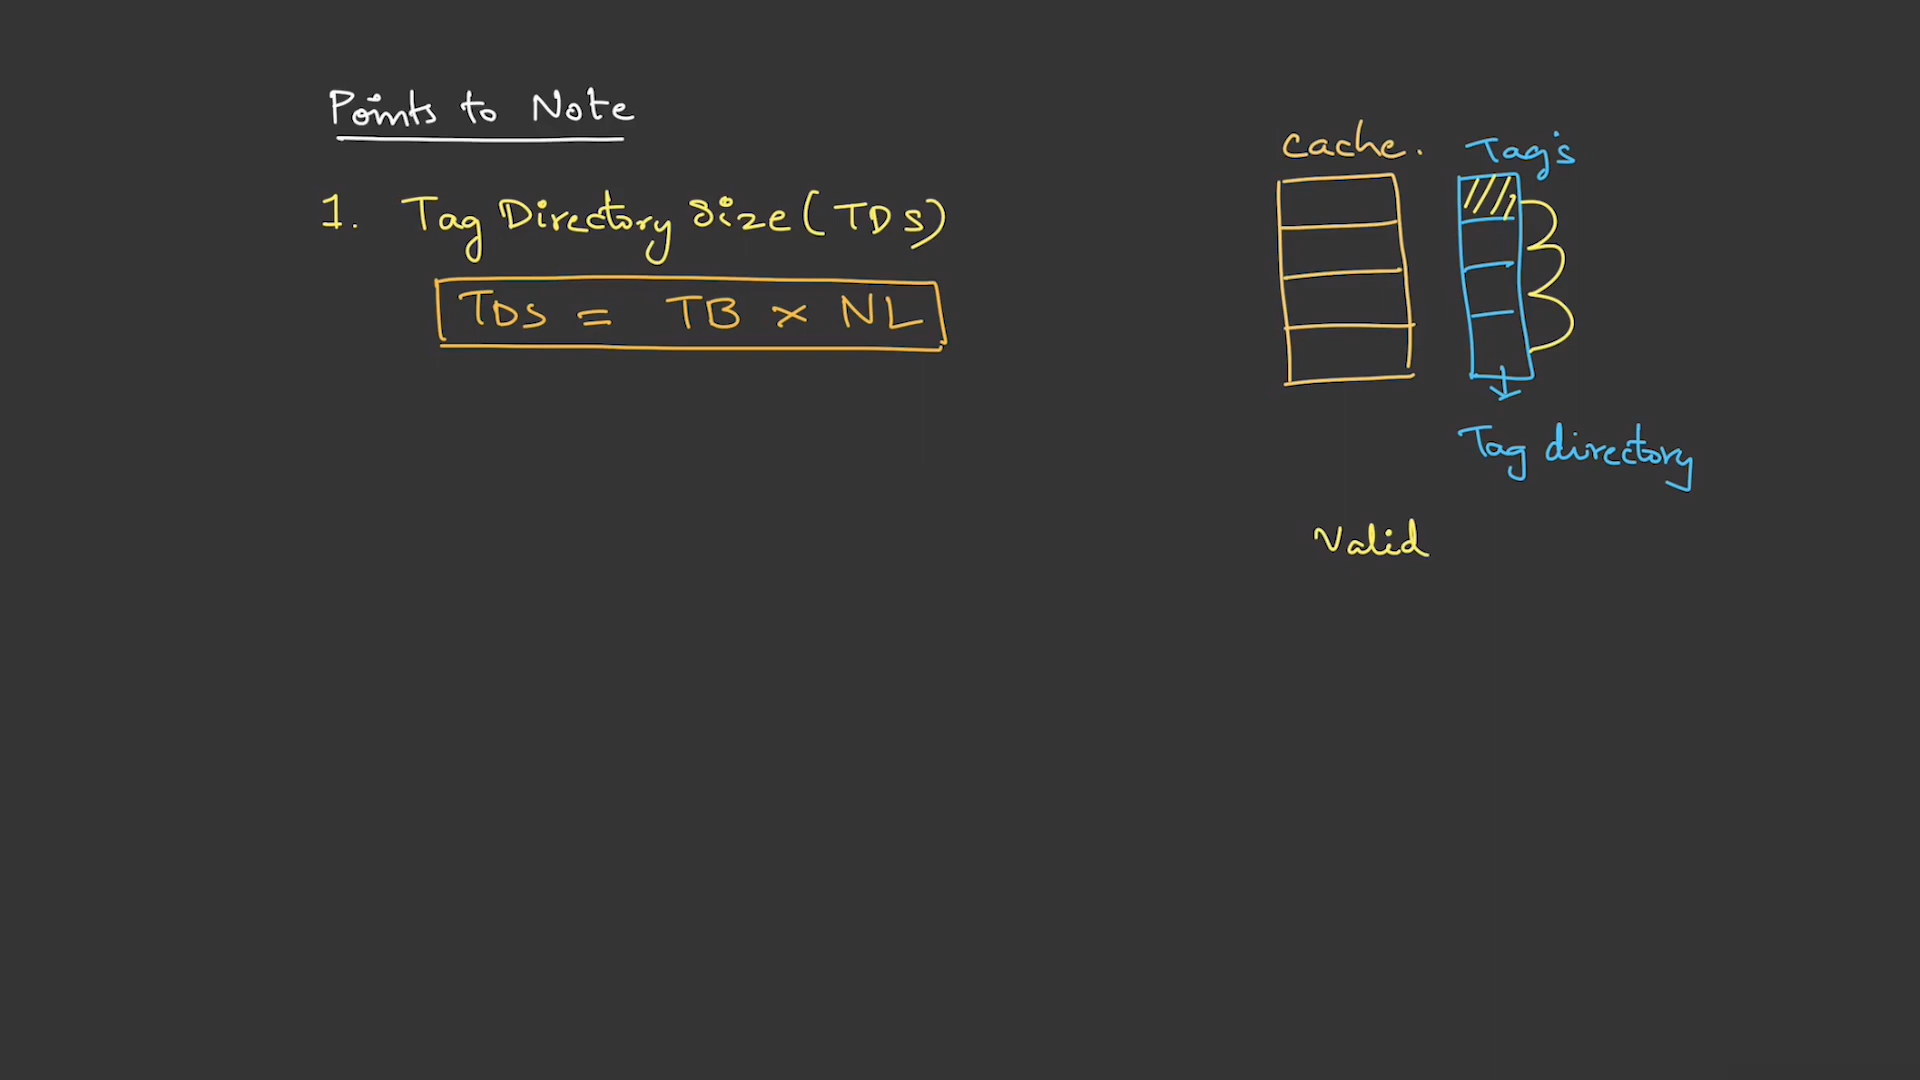 Points to Note
1. Tag Directory Size (TDS)
TDS = TB × NL
Cache.
Tag's
Tag directory
Valid